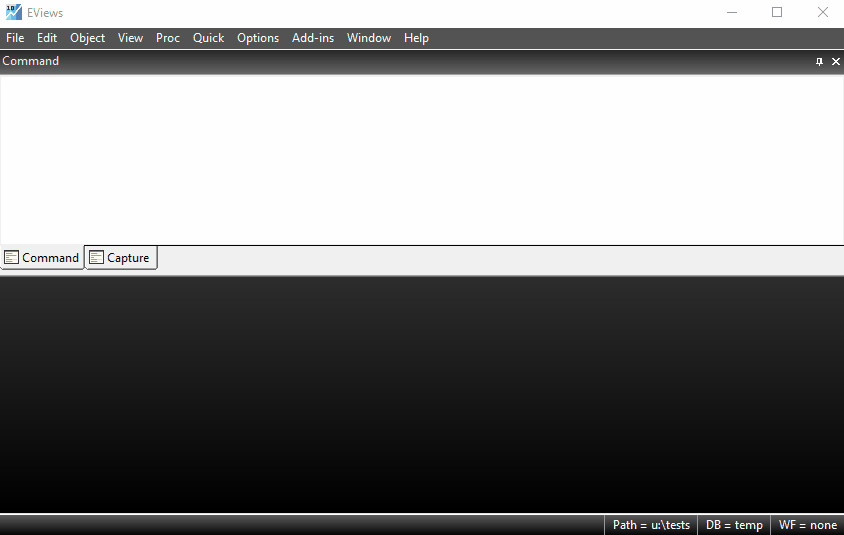 10 EViews
File Edit Object View Proc Quick Options Add-ins Window Help
Command
Command Capture
Path = u:\tests DB = temp WF = none